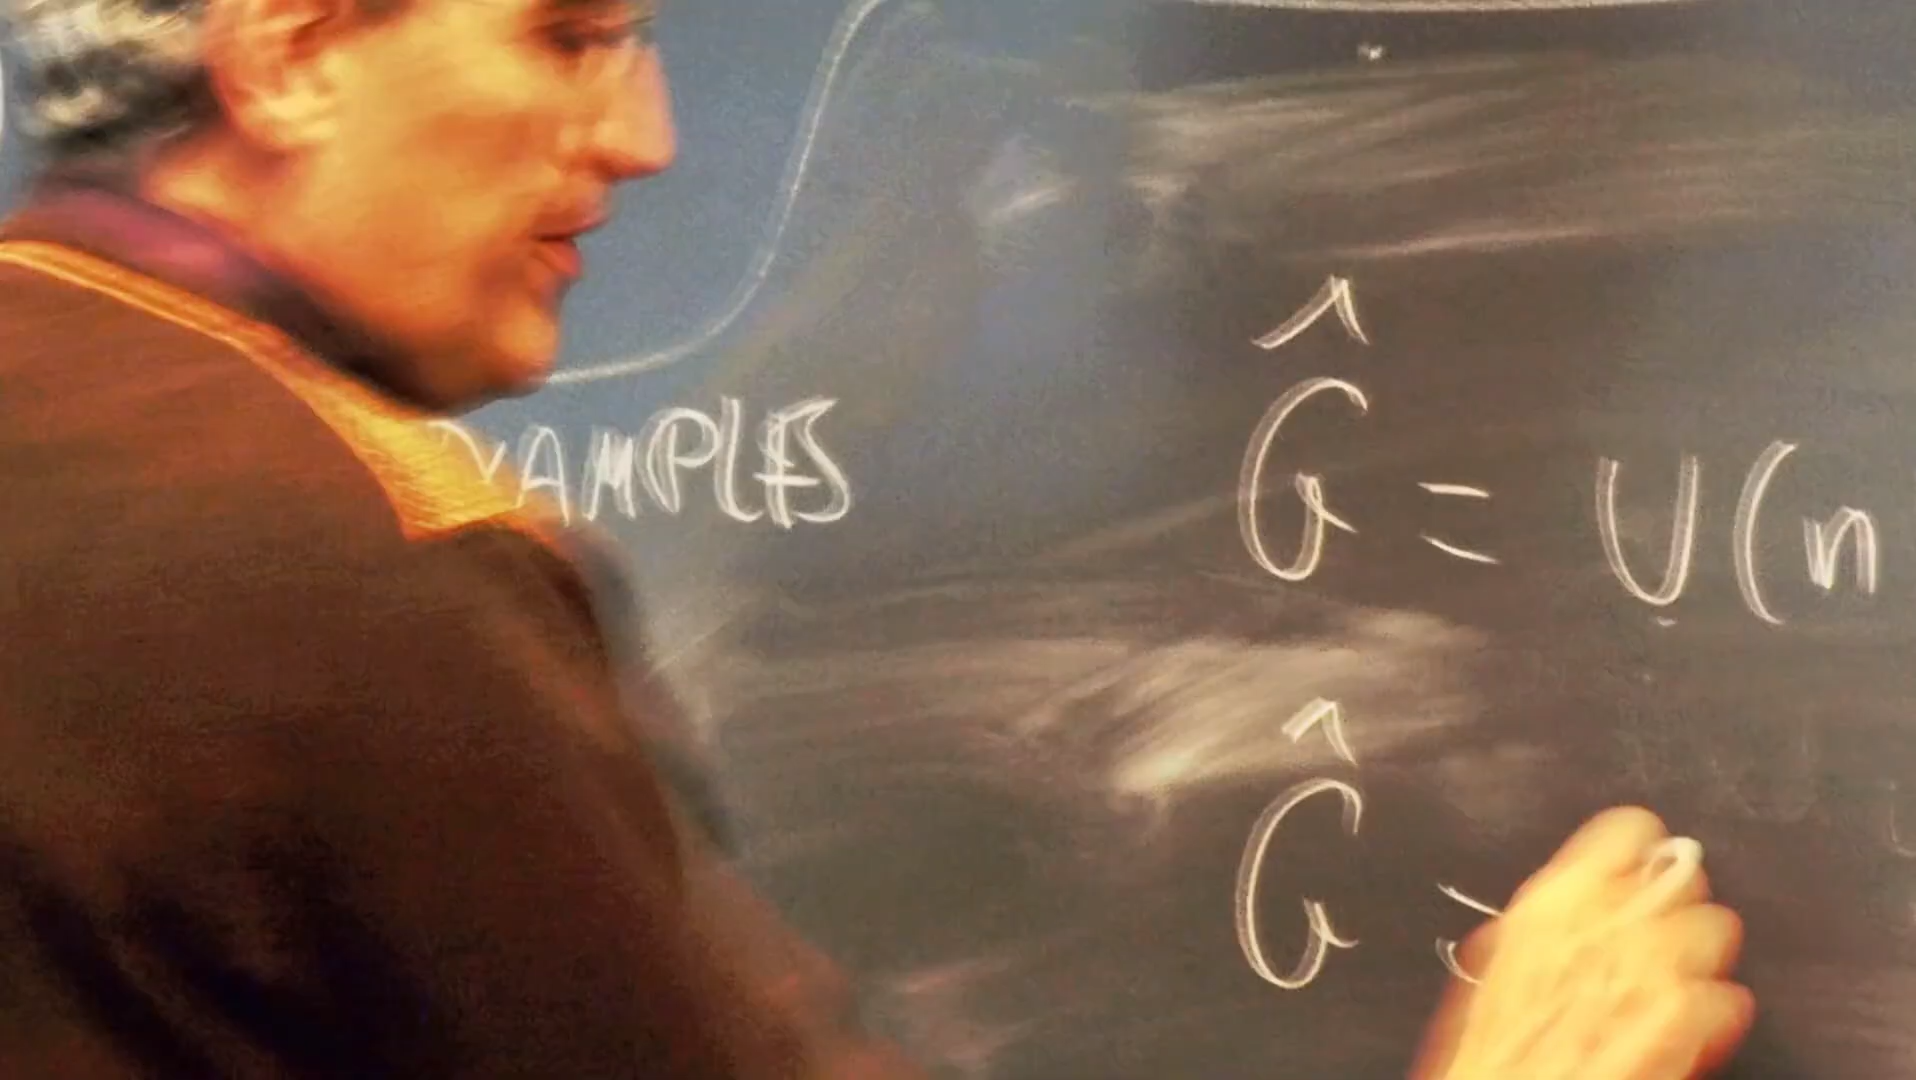 XAMPLES
Ĝ = U(n
Ĝ =